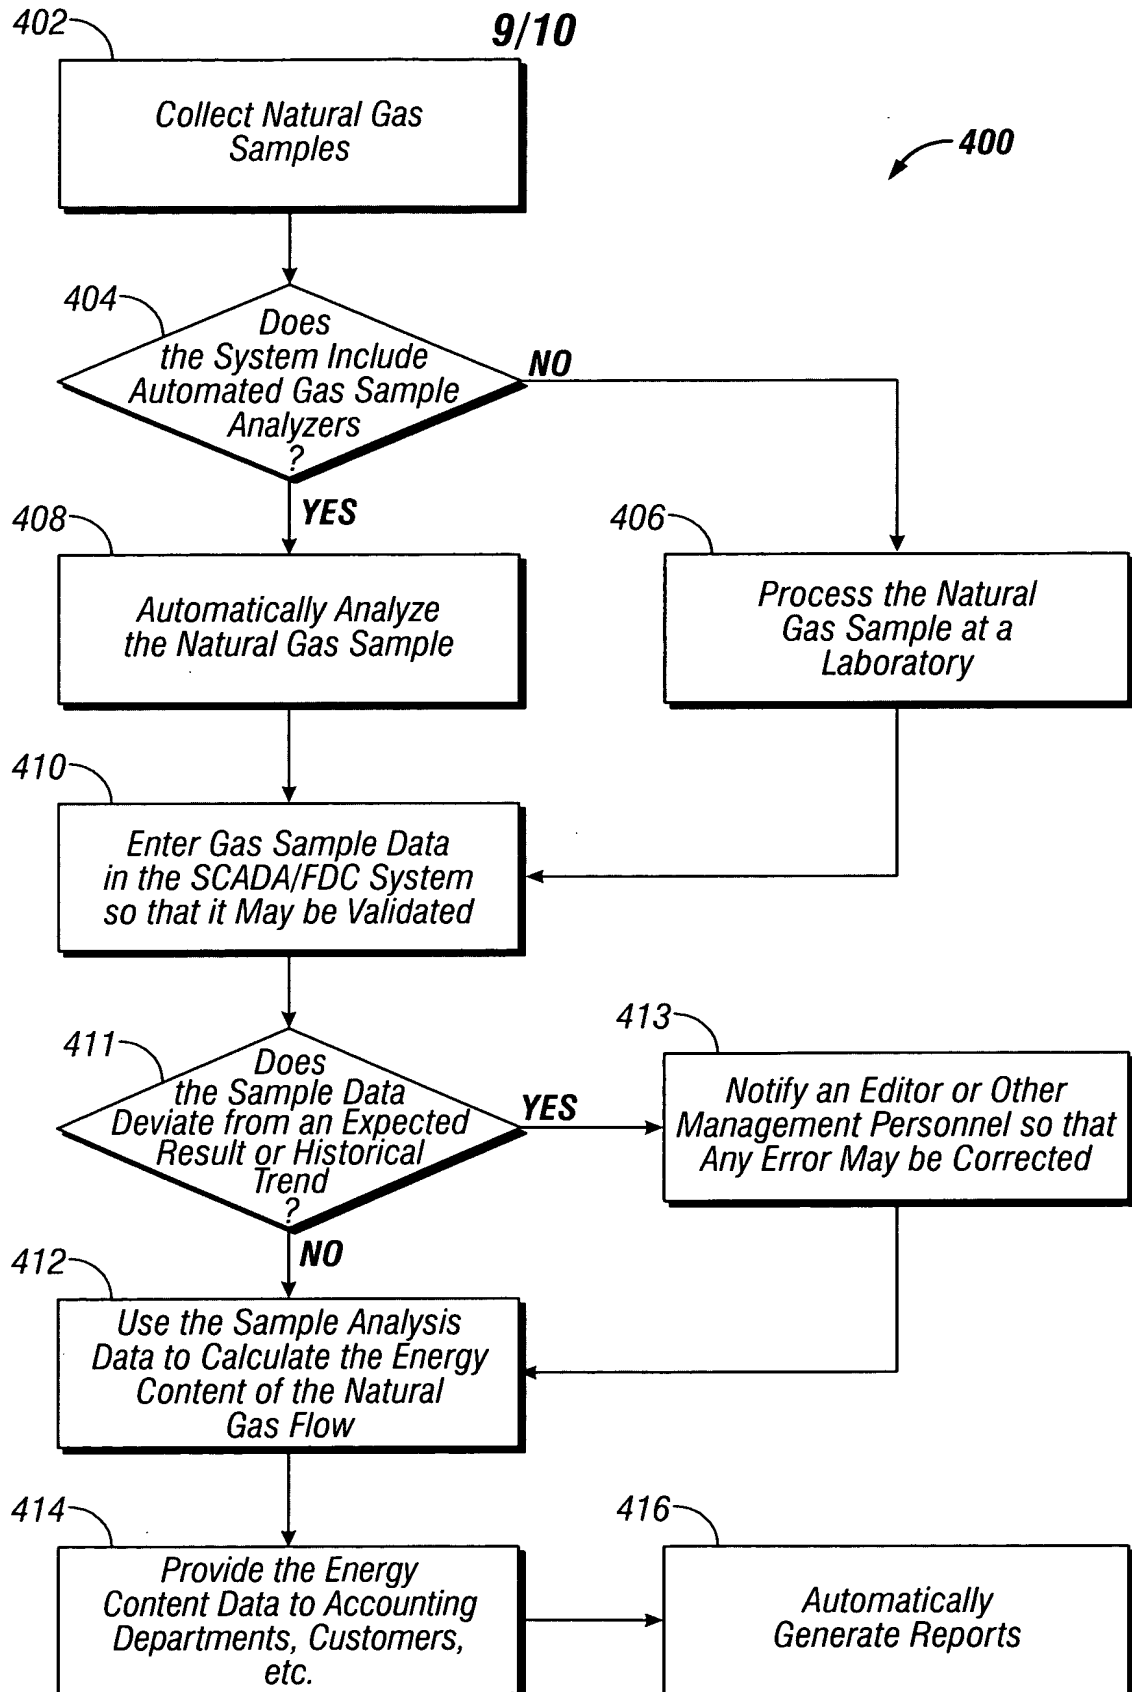 9/10
402
Collect Natural Gas
Samples
400
404
Does
the System Include
Automated Gas Sample
Analyzers
?
NO
YES
408
Automatically Analyze
the Natural Gas Sample
406
Process the Natural
Gas Sample at a
Laboratory
410
Enter Gas Sample Data
in the SCADA/FDC System
so that it May be Validated
411
Does
the Sample Data
Deviate from an Expected
Result or Historical
Trend
?
YES
413
Notify an Editor or Other
Management Personnel so that
Any Error May be Corrected
NO
412
Use the Sample Analysis
Data to Calculate the Energy
Content of the Natural
Gas Flow
414
Provide the Energy
Content Data to Accounting
Departments, Customers,
etc.
416
Automatically
Generate Reports